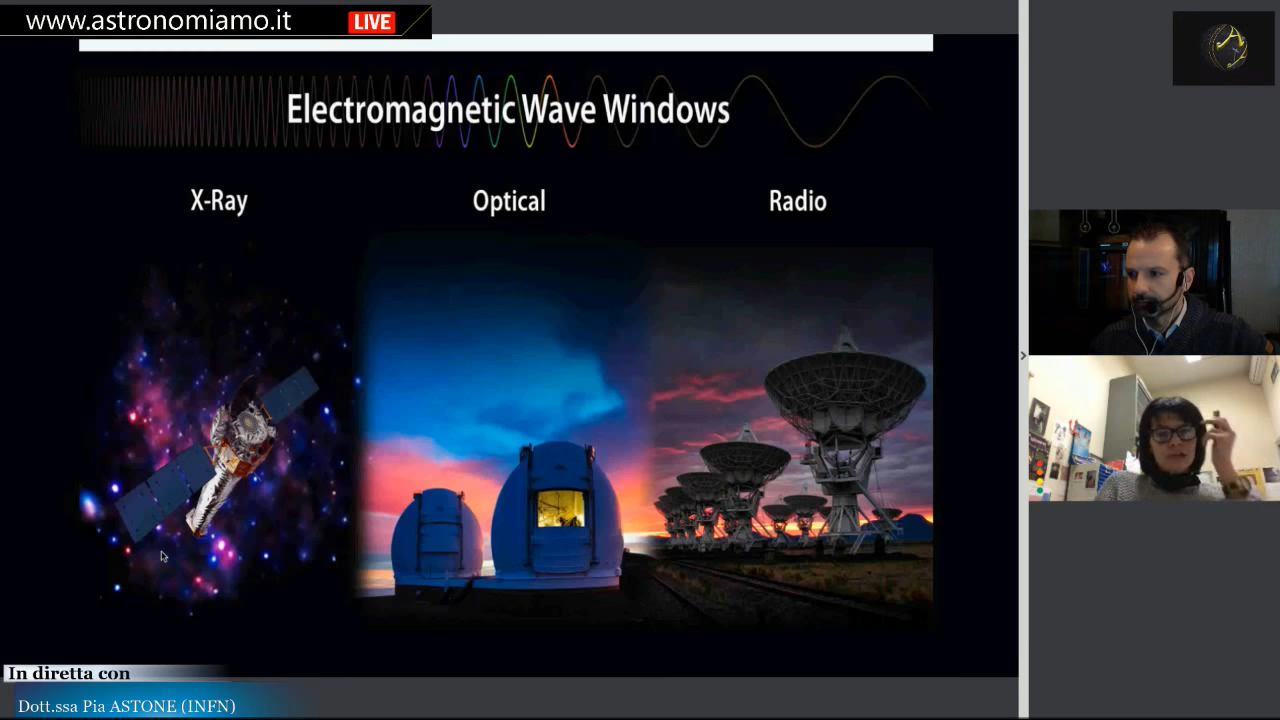 www.astronomiamo.it LIVE
Electromagnetic Wave Windows
X-Ray Optical Radio
In diretta con
Dott.ssa Pia ASTONE (INFN)